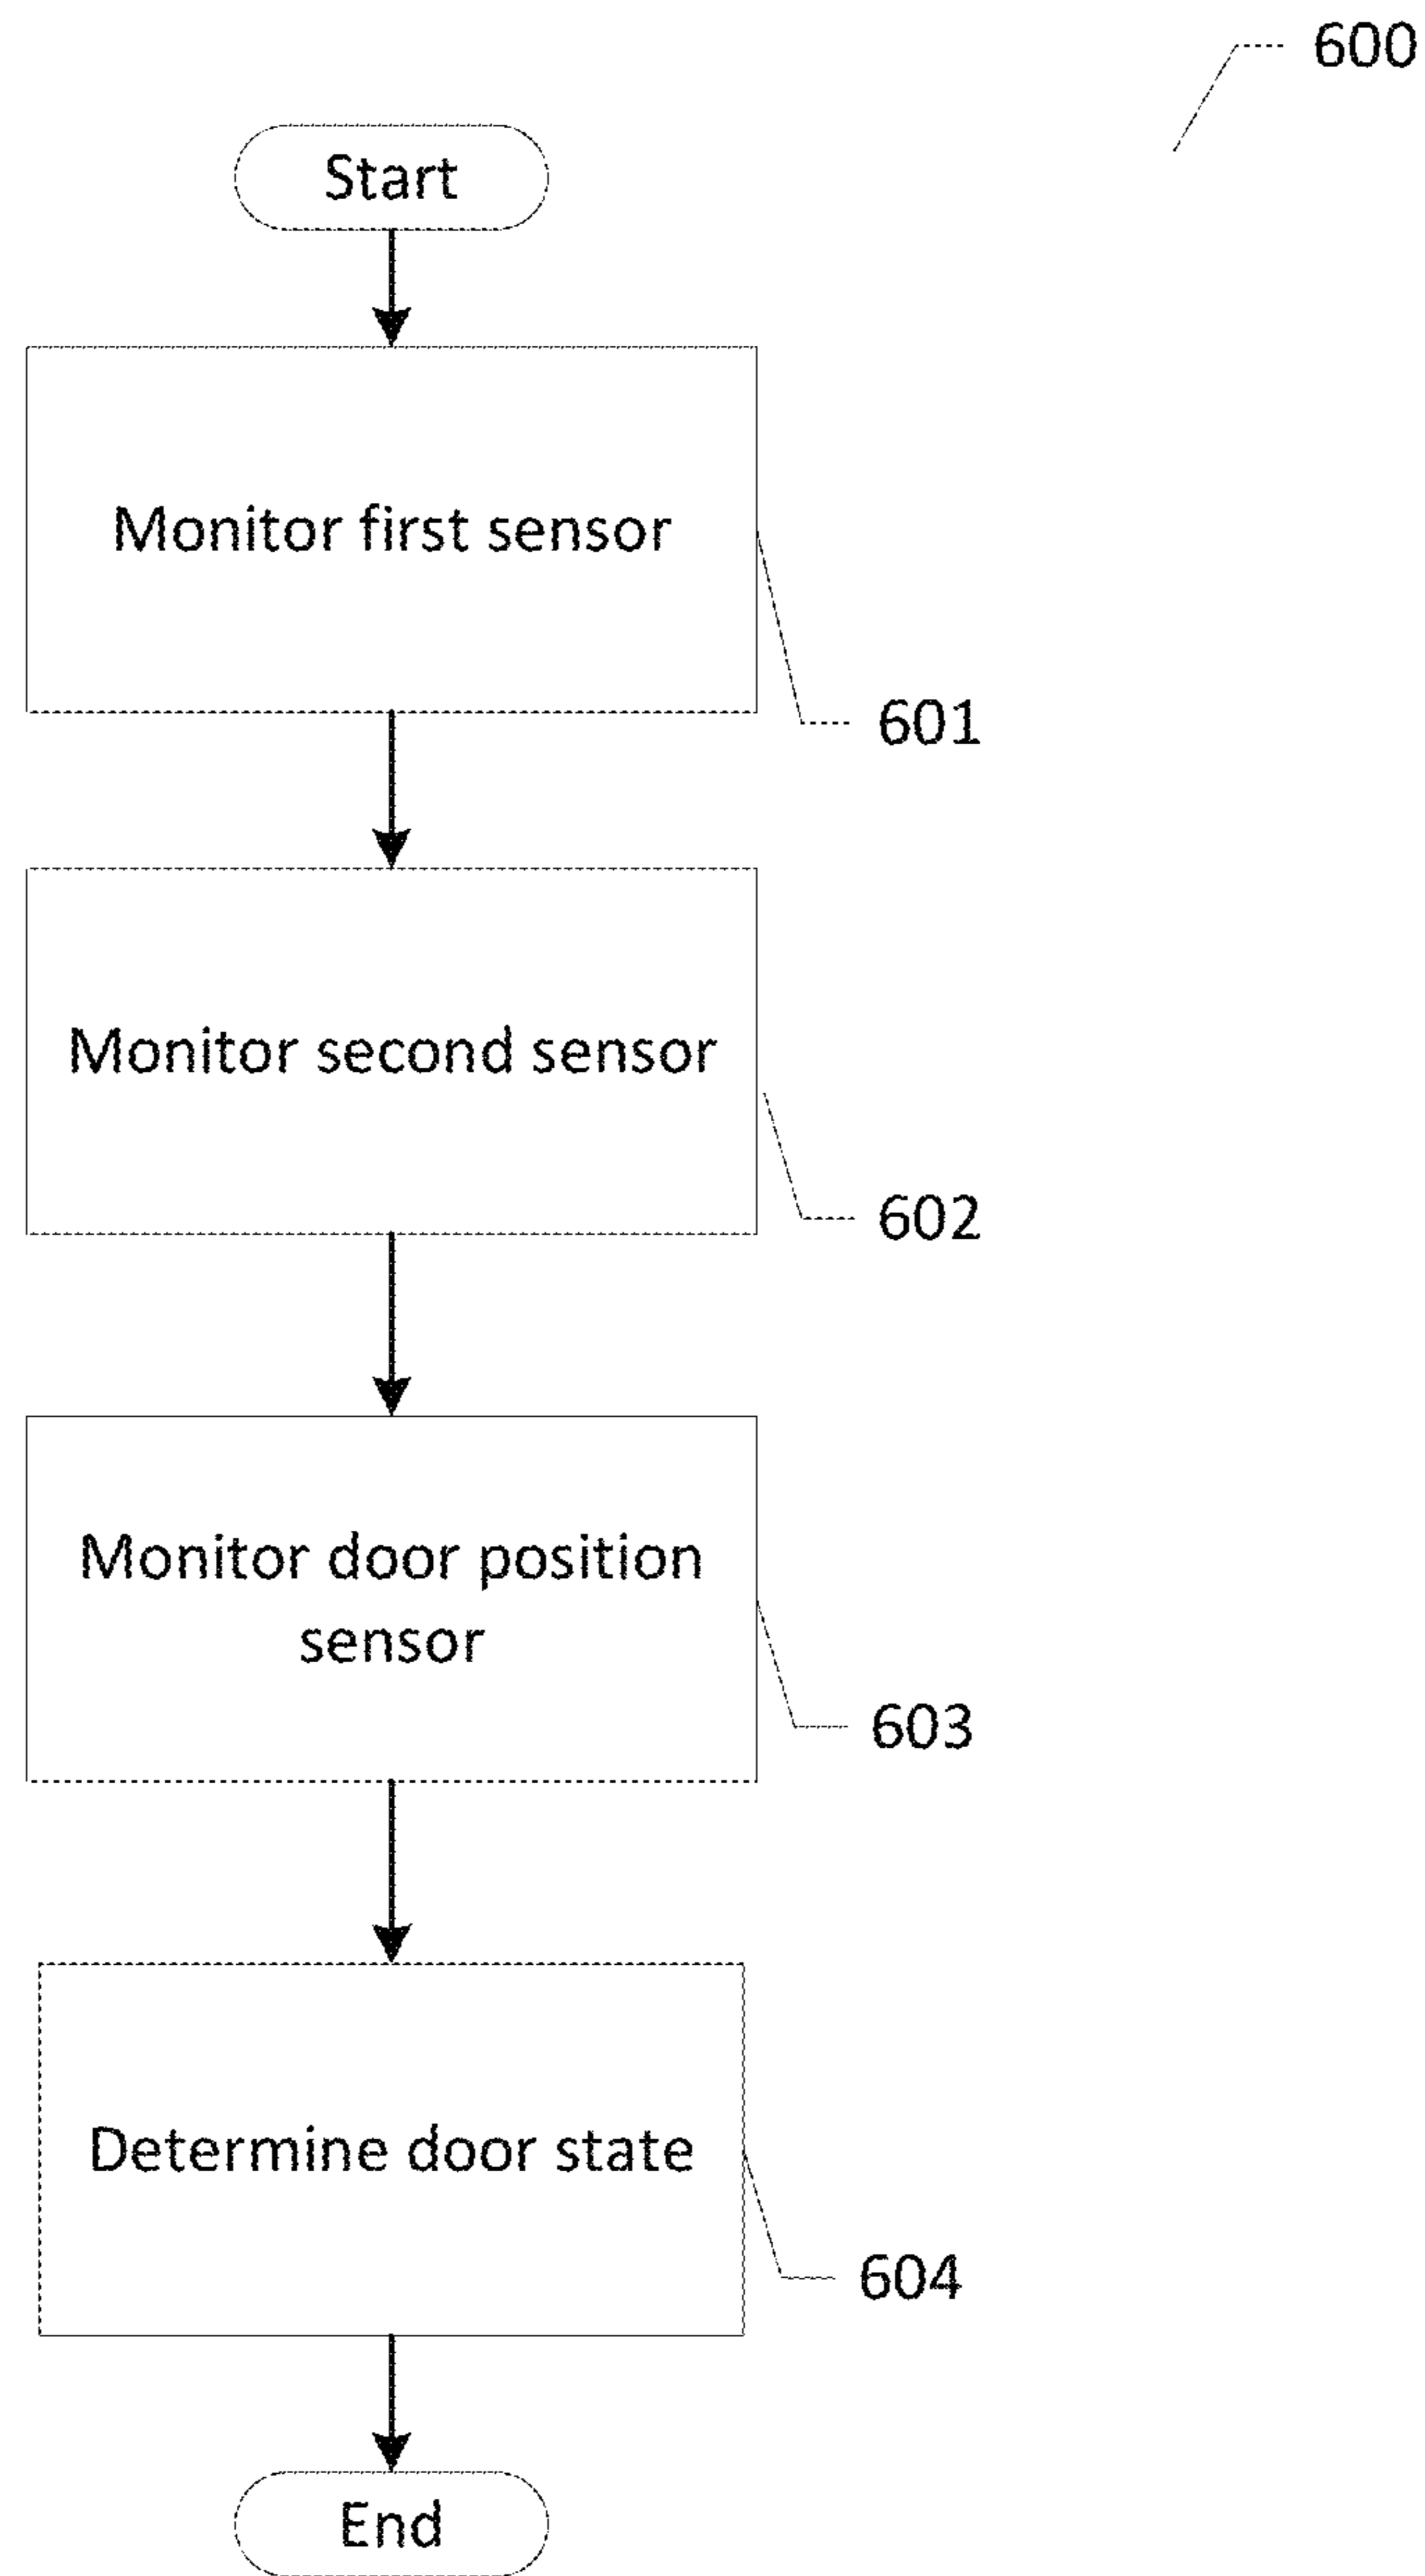 600
Start
Monitor first sensor
601
Monitor second sensor
602
Monitor door position
sensor
603
Determine door state
604
End